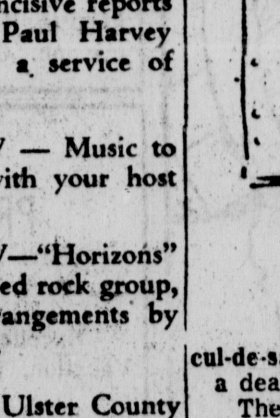 ncisive reports
Paul Harvey
a service of
— Music to
with your host
—“Horizons”
ed rock group,
angements by
Ulster County
cul-de-s
a dea
The